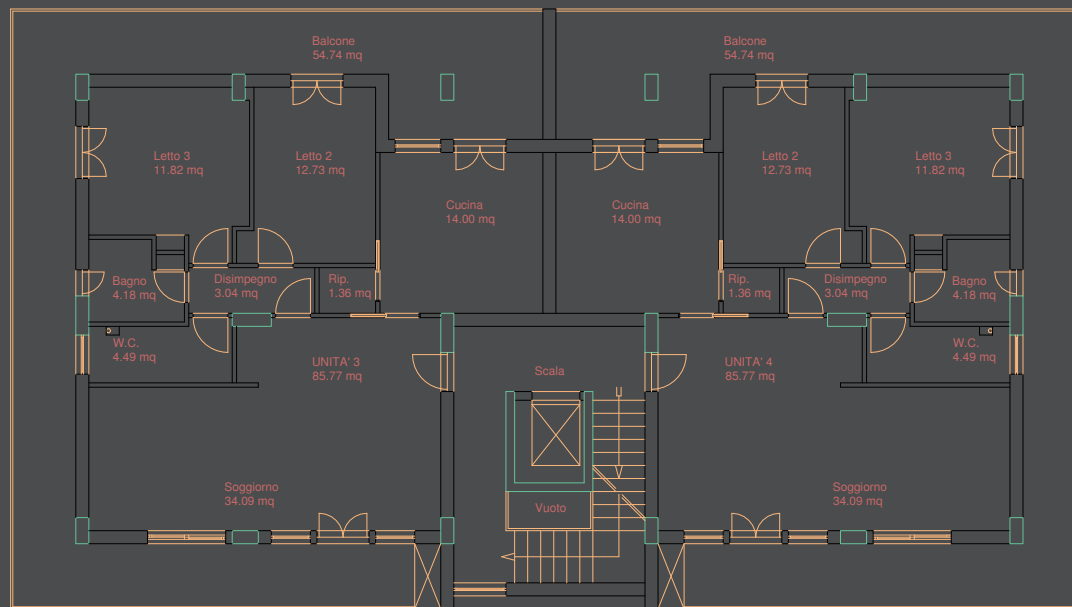 Balcone
54.74 mq
Balcone
54.74 mq
Letto 3
11.82 mq
Letto 2
12.73 mq
Letto 2
12.73 mq
Letto 3
11.82 mq
Cucina
14.00 mq
Cucina
14.00 mq
Bagno
4.18 mq
Disimpegno
3.04 mq
Rip.
1.36 mq
Rip.
1.36 mq
Disimpegno
3.04 mq
Bagno
4.18 mq
W.C.
4.49 mq
UNITA' 3
85.77 mq
Scala
UNITA' 4
85.77 mq
W.C.
4.49 mq
Soggiorno
34.09 mq
Vuoto
Soggiorno
34.09 mq